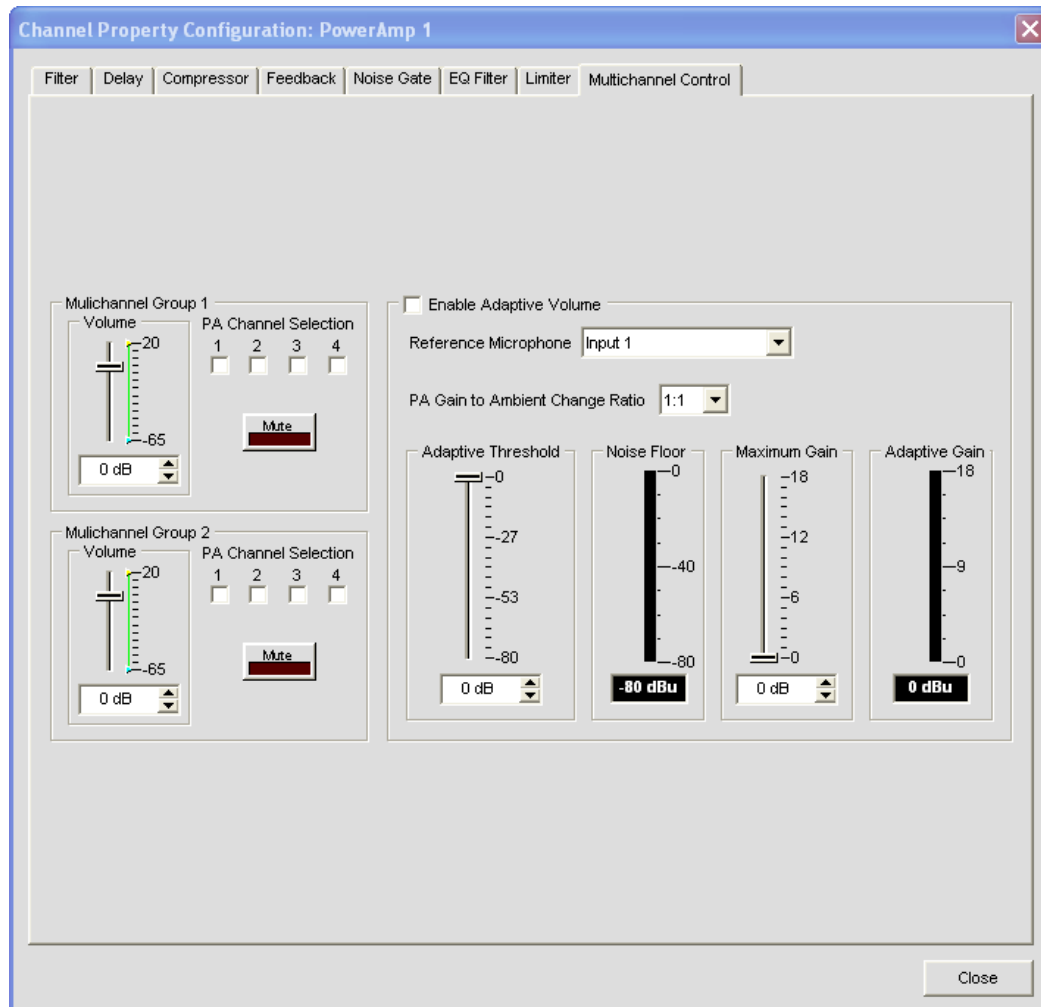 Channel Property Configuration: PowerAmp 1
Filter Delay Compressor Feedback Noise Gate EQ Filter Limiter Multichannel Control
Mulichannel Group 1
Volume
20
-65
0 dB
PA Channel Selection
1 2 3 4
Mute
Mulichannel Group 2
Volume
20
-65
0 dB
PA Channel Selection
1 2 3 4
Mute
Enable Adaptive Volume
Reference Microphone Input 1
PA Gain to Ambient Change Ratio 1:1
Adaptive Threshold
0
-27
-53
-80
0 dB
Noise Floor
0
-40
-80
-80 dBu
Maximum Gain
18
12
6
0
0 dB
Adaptive Gain
18
9
0
0 dBu
Close